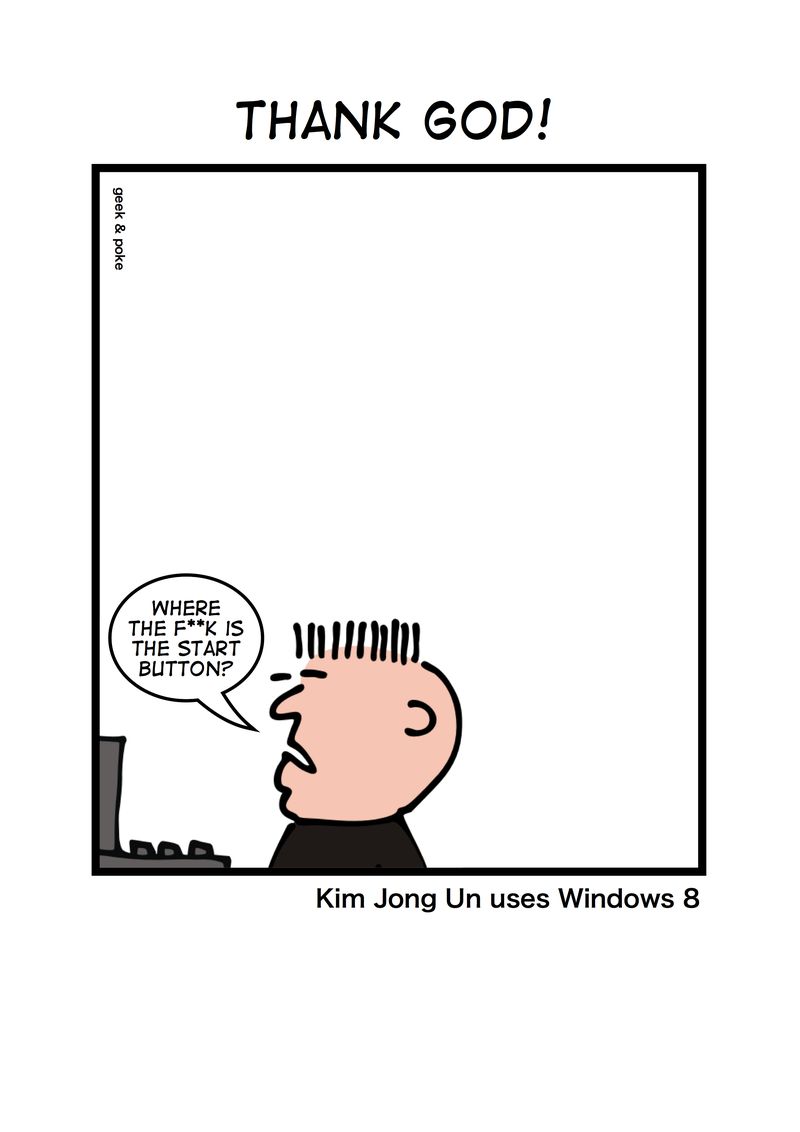 THANK GOD!
geek & poke
WHERE
THE F**K IS
THE START
BUTTON?
Kim Jong Un uses Windows 8